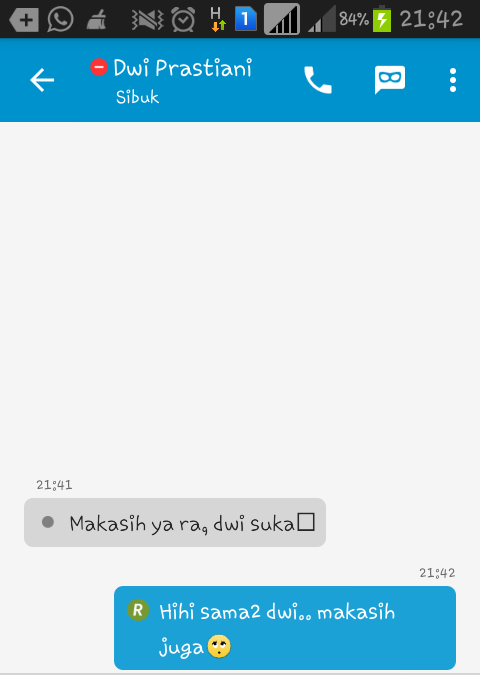 H 1 84% 21:42
Dwi Prastiani
Sibuk
21:41
Makasih ya ra, dwi suka□
21:42
R Hihi sama2 dwi.. makasih
juga🙄